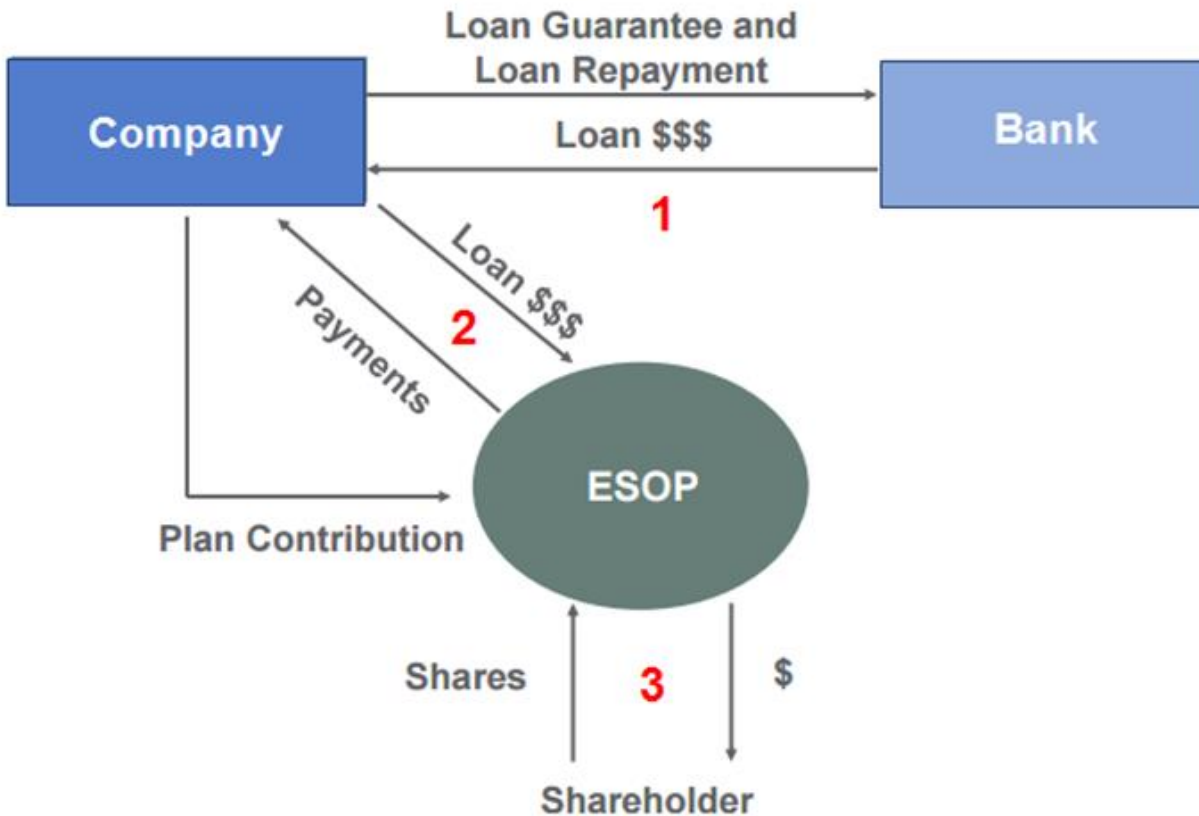 Loan Guarantee and
Loan Repayment
Company
Bank
Loan $$$
1
Loan $$$
2
Payments
ESOP
Plan Contribution
Shares
3
$
Shareholder